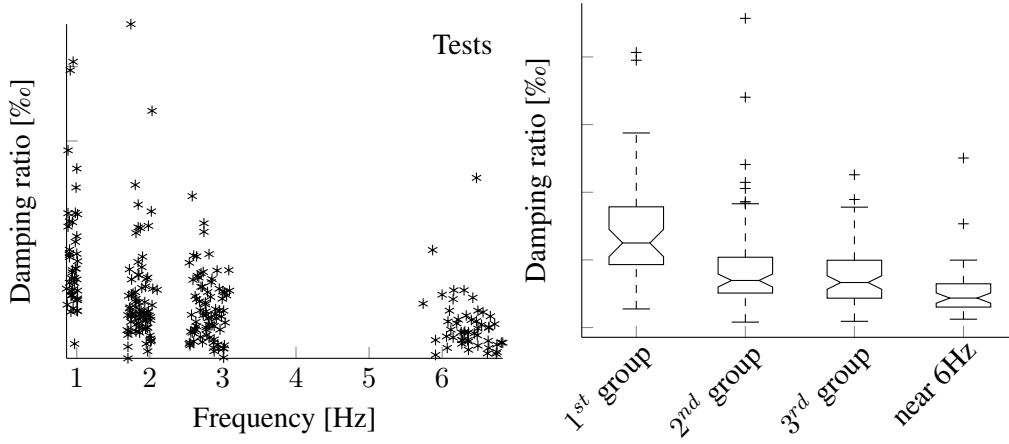 Tests
Damping ratio [‰]
1 2 3 4 5 6
Frequency [Hz]
Damping ratio [‰]
1st group
2nd group
3rd group
near 6Hz